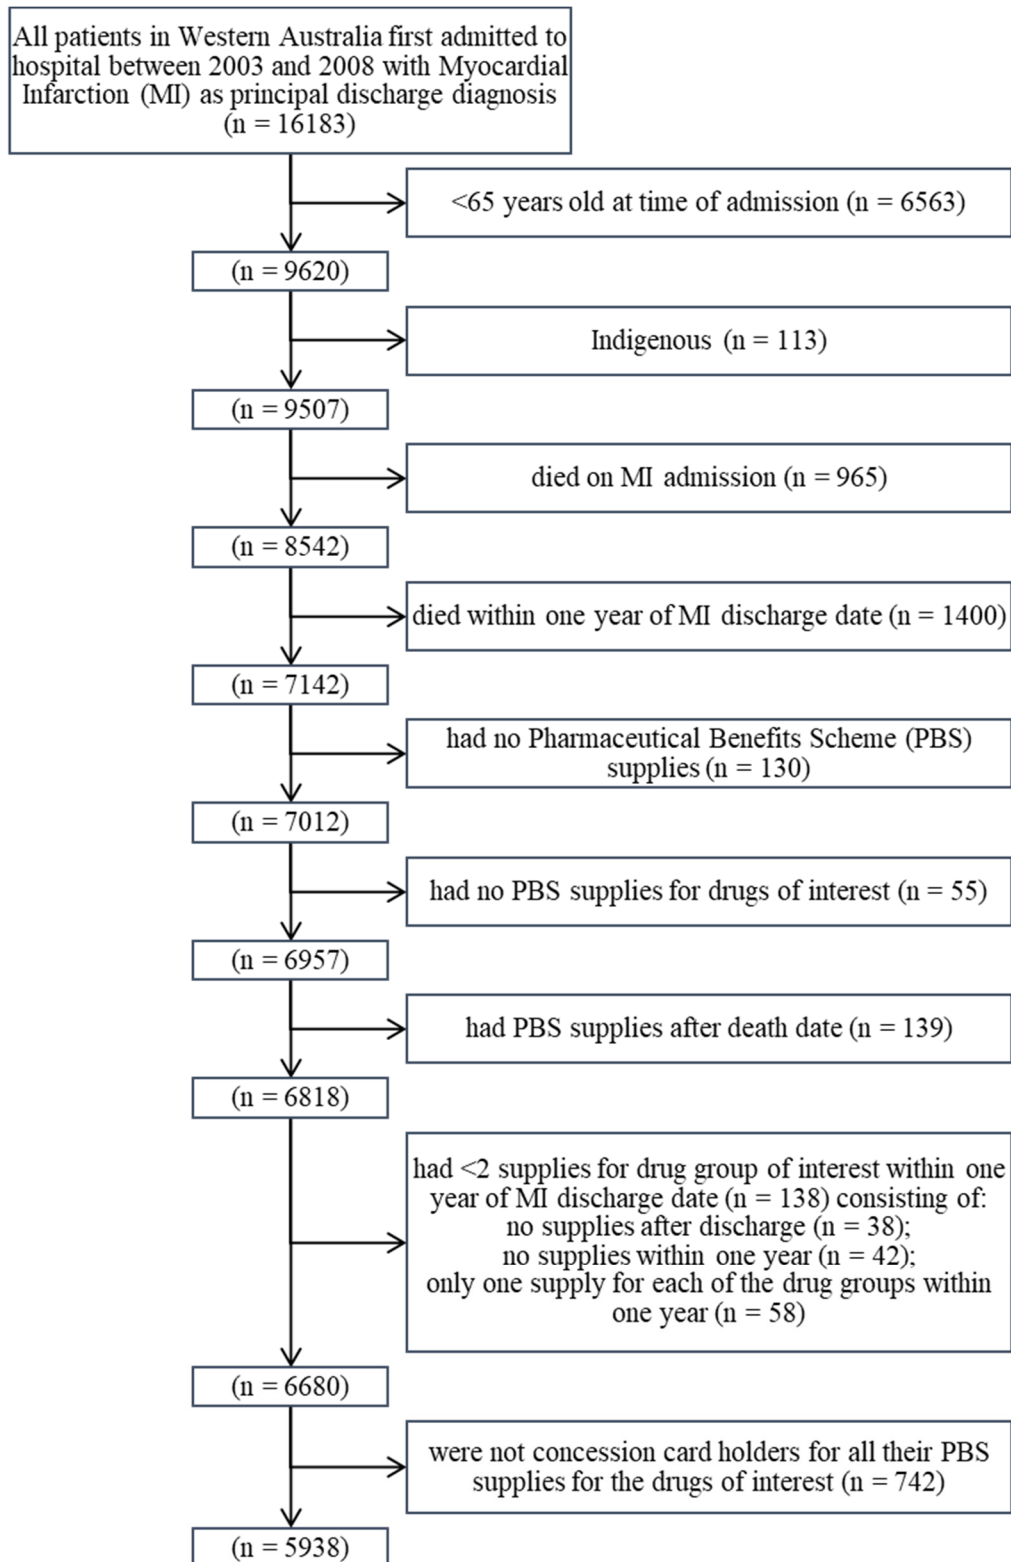 All patients in Western Australia first admitted to
hospital between 2003 and 2008 with Myocardial
Infarction (MI) as principal discharge diagnosis
(n = 16183)
<65 years old at time of admission (n = 6563)
(n = 9620)
Indigenous (n = 113)
(n = 9507)
died on MI admission (n = 965)
(n = 8542)
died within one year of MI discharge date (n = 1400)
(n = 7142)
had no Pharmaceutical Benefits Scheme (PBS)
supplies (n = 130)
(n = 7012)
had no PBS supplies for drugs of interest (n = 55)
(n = 6957)
had PBS supplies after death date (n = 139)
(n = 6818)
had <2 supplies for drug group of interest within one
year of MI discharge date (n = 138) consisting of:
no supplies after discharge (n = 38);
no supplies within one year (n = 42);
only one supply for each of the drug groups within
one year (n = 58)
(n = 6680)
were not concession card holders for all their PBS
supplies for the drugs of interest (n = 742)
(n = 5938)